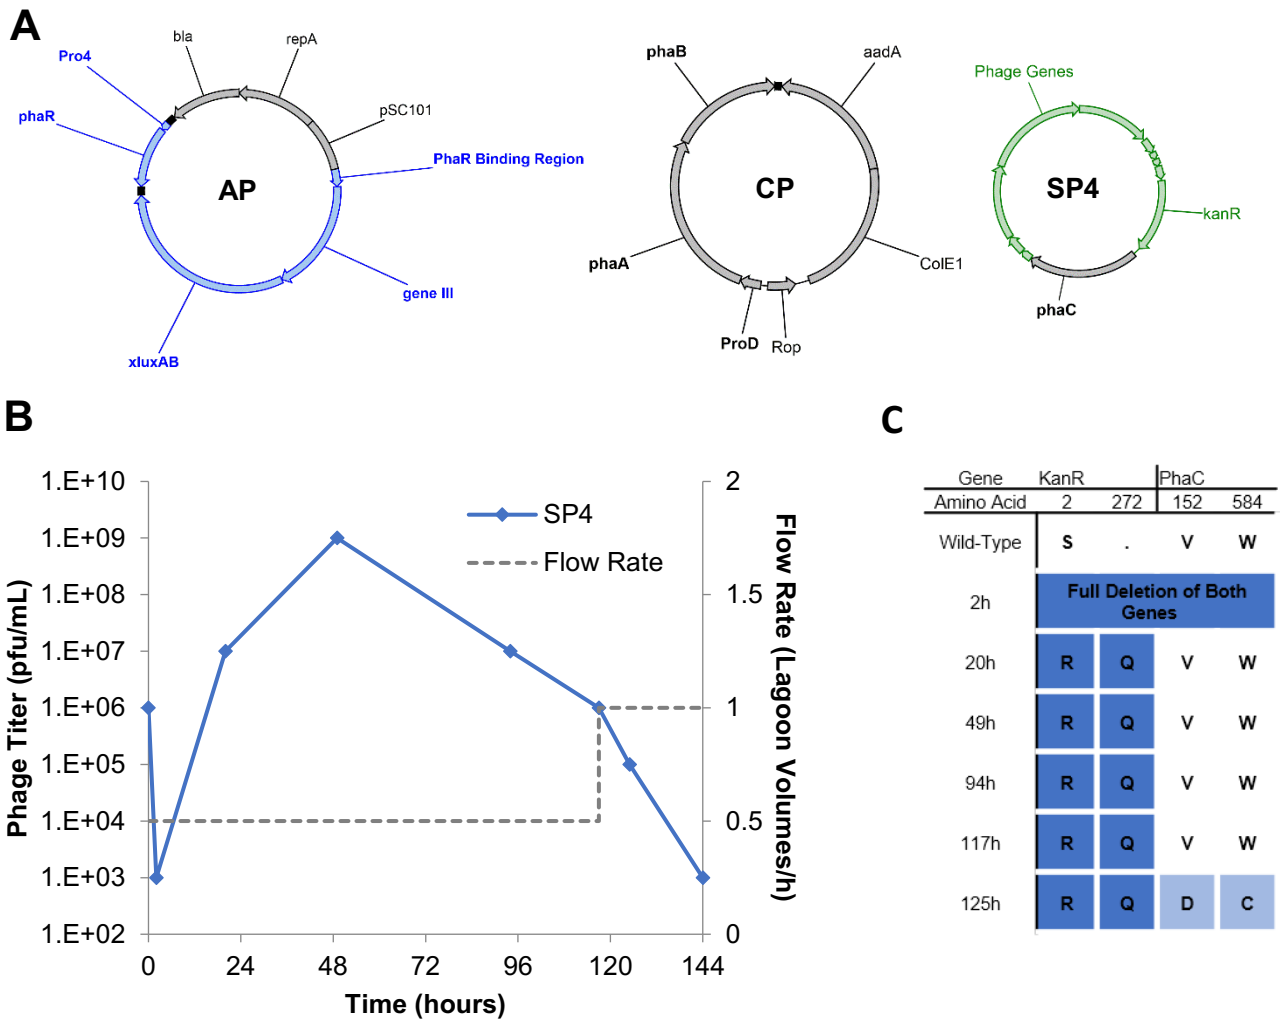 A
bla
repA
Pro4
pSC101
phaR
PhaR Binding Region
AP
gene III
xluxAB
phaB
aadA
CP
phaA
ColE1
ProD
Rop
Phage Genes
SP4
kanR
phaC
B
Phage Titer (pfu/mL)
1.E+10
1.E+09
1.E+08
1.E+07
1.E+06
1.E+05
1.E+04
1.E+03
1.E+02
SP4
Flow Rate
2
1.5
1
0.5
0
Flow Rate (Lagoon Volumes/h)
0 24 48 72 96 120 144
Time (hours)
C
Gene KanR PhaC
Amino Acid 2 272 152 584
Wild-Type S . V W
2h Full Deletion of Both
Genes
20h R Q V W
49h R Q V W
94h R Q V W
117h R Q V W
125h R Q D C